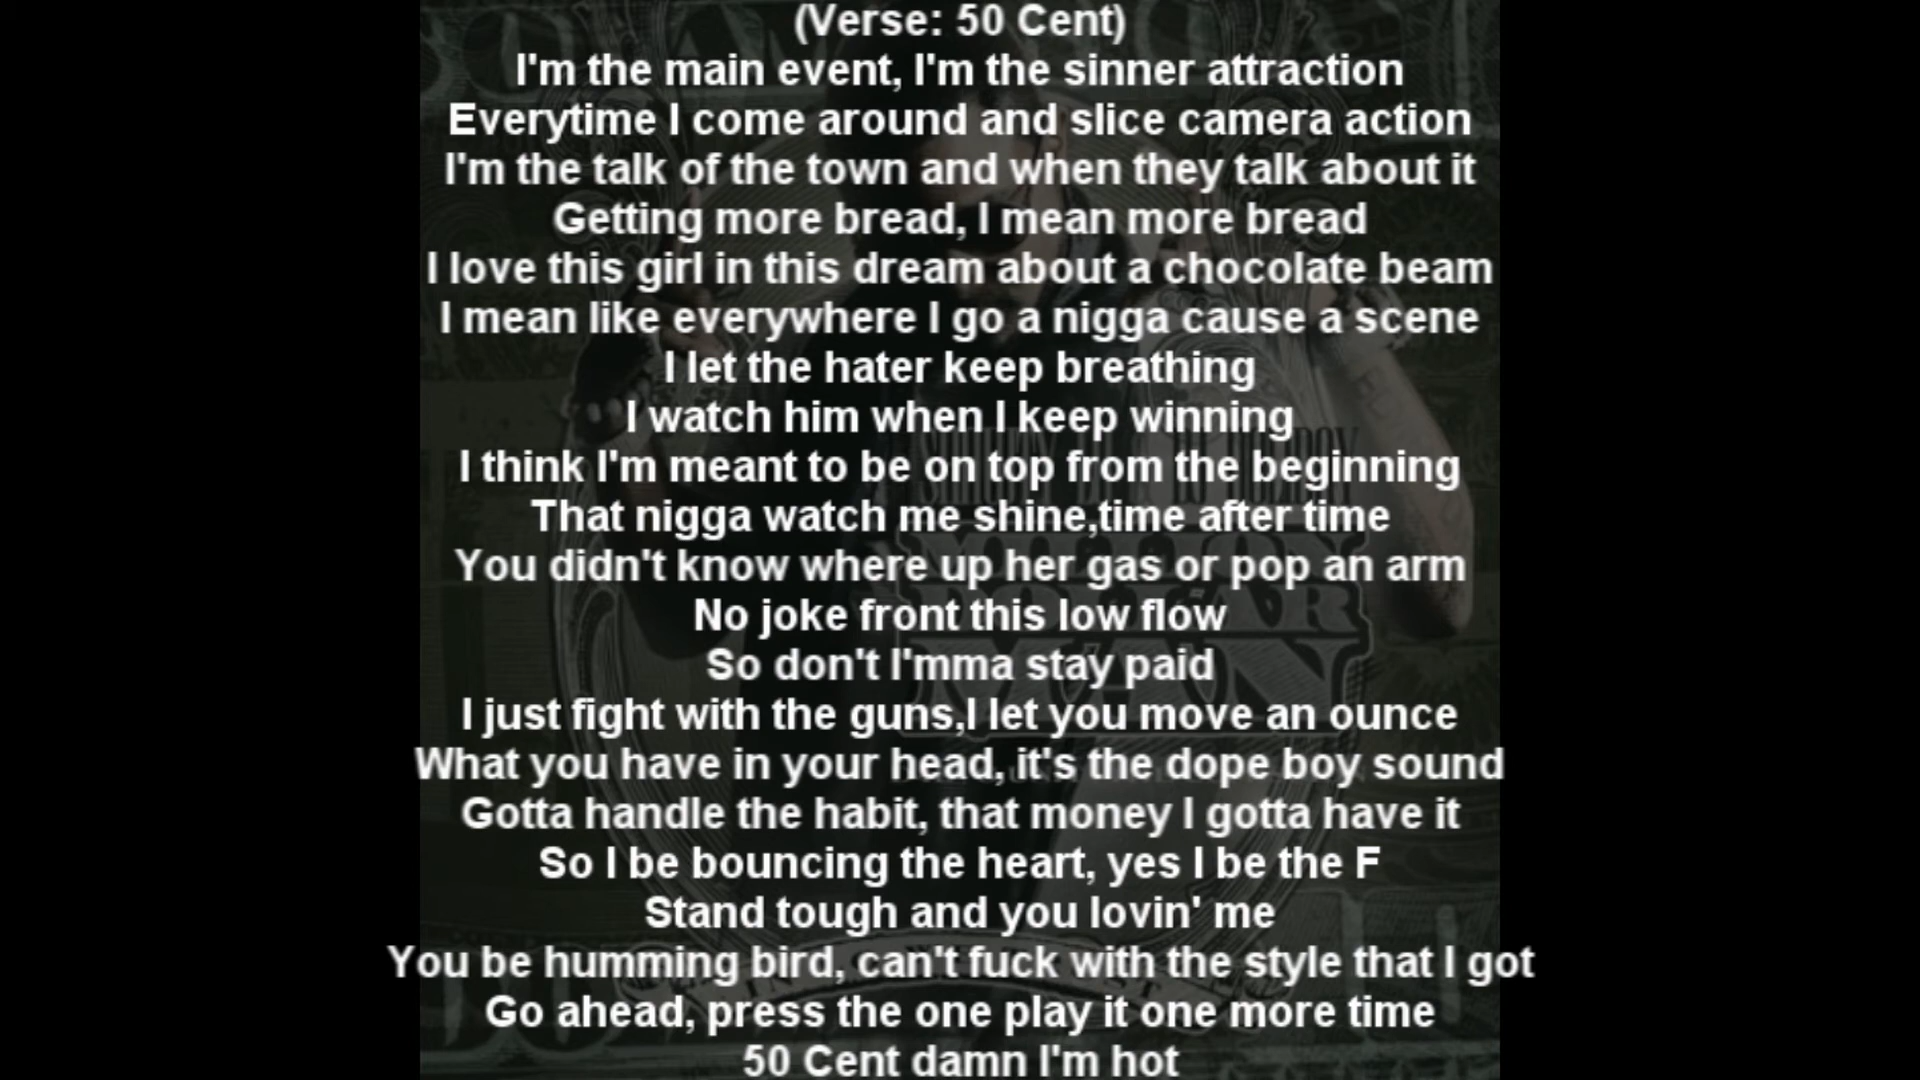 (Verse: 50 Cent)
I'm the main event, I'm the sinner attraction
Everytime I come around and slice camera action
I'm the talk of the town and when they talk about it
Getting more bread, I mean more bread
I love this girl in this dream about a chocolate beam
I mean like everywhere I go a nigga cause a scene
I let the hater keep breathing
I watch him when I keep winning
I think I'm meant to be on top from the beginning
That nigga watch me shine,time after time
You didn't know where up her gas or pop an arm
No joke front this low flow
So don't I'mma stay paid
I just fight with the guns,I let you move an ounce
What you have in your head, it's the dope boy sound
Gotta handle the habit, that money I gotta have it
So I be bouncing the heart, yes I be the F
Stand tough and you lovin' me
You be humming bird, can't fuck with the style that I got
Go ahead, press the one play it one more time
50 Cent damn I'm hot